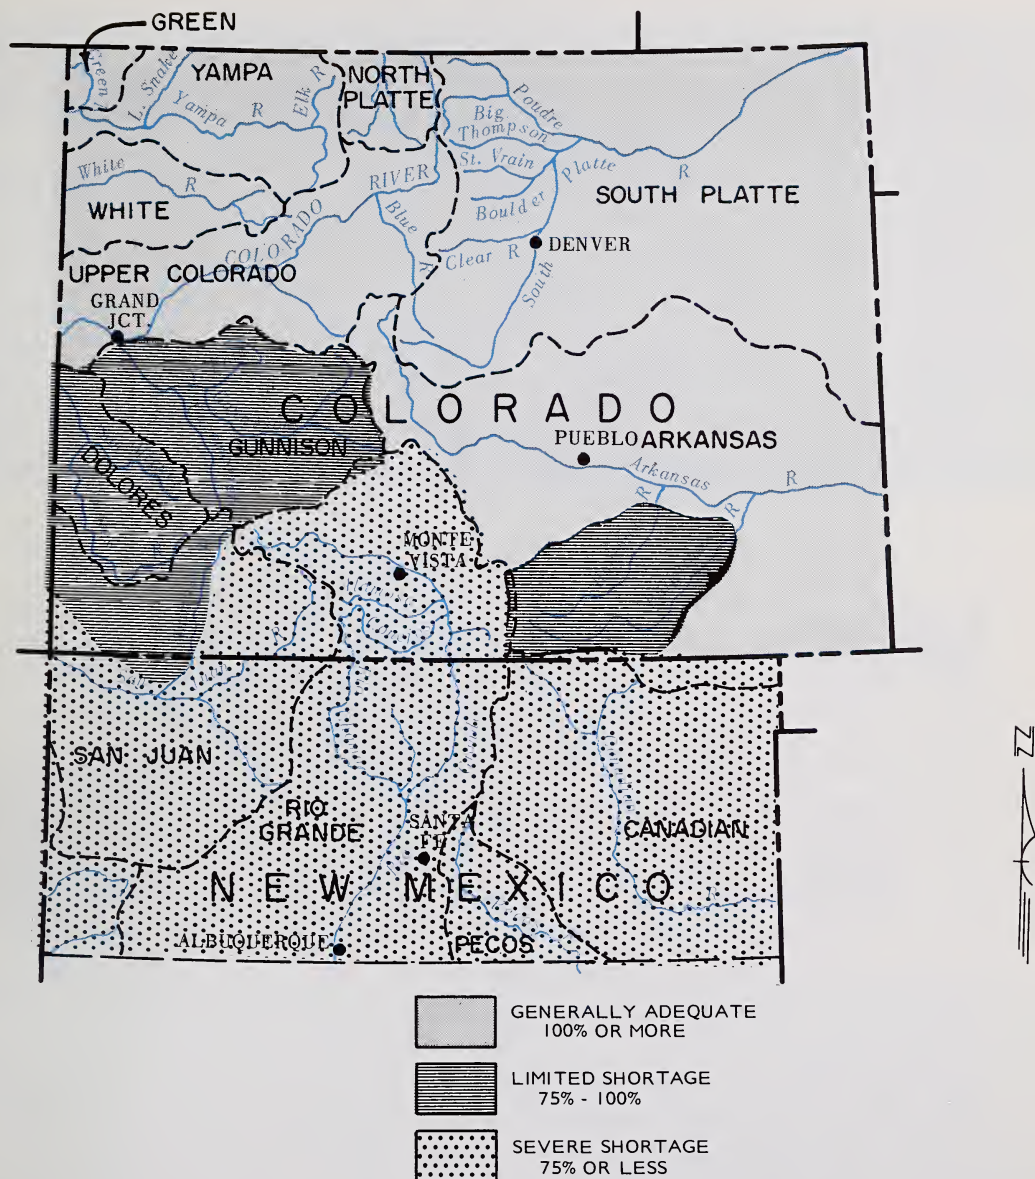 GREEN
Green
L. Snake
YAMPA
Elk R
NORTH
PLATTE
Poudre
Yampa R
Big
Thompson
St. Vrain
Platte R
White R
RIVER
SOUTH PLATTE
WHITE
Blue R
Boulder
COLORADO
Clear R
DENVER
UPPER COLORADO
South
GRAND
JCT.
COLORADO
GUNNISON
PUEBLO
ARKANSAS
Arkansas R
DOLORES
R
R
R
MONTE
VISTA
R
San
SAN JUAN
RIO
GRANDE
SANTA
FE
CANADIAN
NEW MEXICO
R
ALBUQUERQUE
PECOS
N
GENERALLY ADEQUATE
100% OR MORE
LIMITED SHORTAGE
75% - 100%
SEVERE SHORTAGE
75% OR LESS